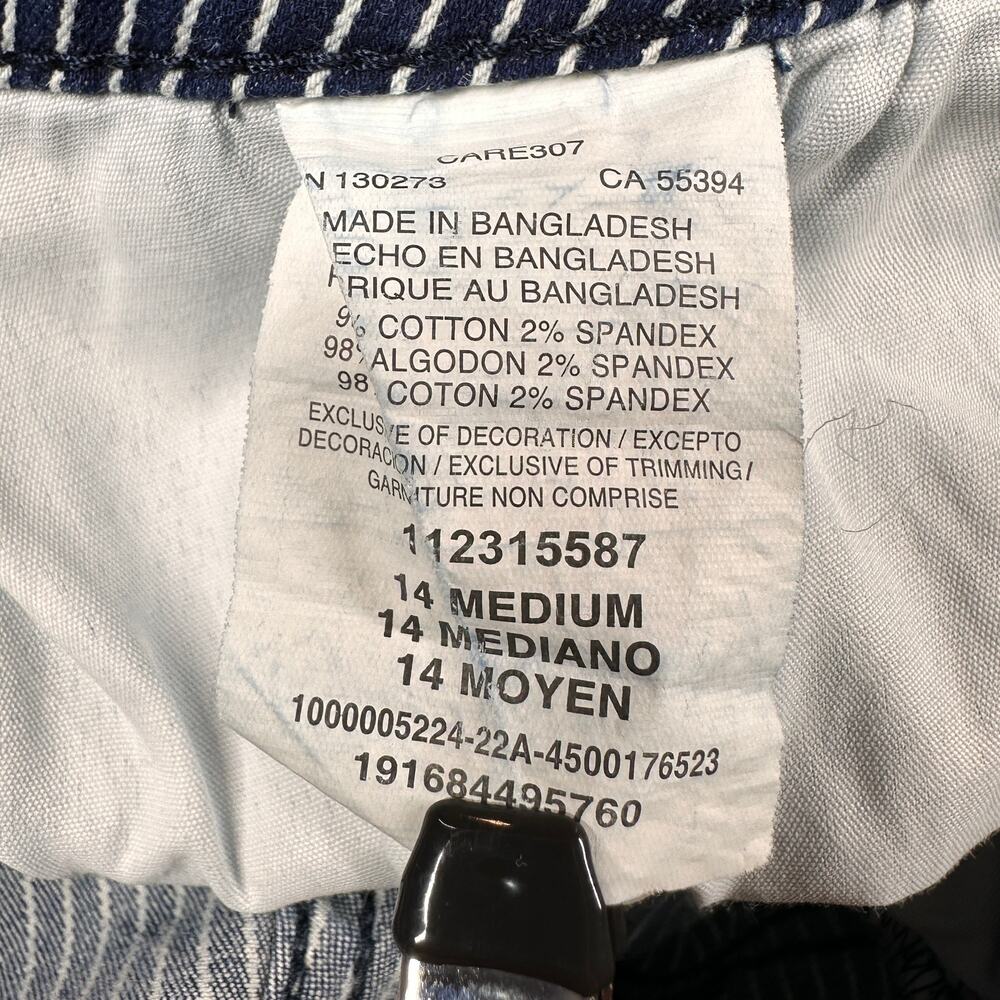 CARE307
N 130273 CA 55394
MADE IN BANGLADESH
ECHO EN BANGLADESH
RIQUE AU BANGLADESH
COTTON 2% SPANDEX
98% ALGODON 2% SPANDEX
98 COTON 2% SPANDEX
EXCLUSIVE OF DECORATION / EXCEPTO
DECORACION / EXCLUSIVE OF TRIMMING/
GARNITURE NON COMPRISE
112315587
14 MEDIUM
14 MEDIANO
14 MOYEN
1000005224-22A-4500176523
191684495760